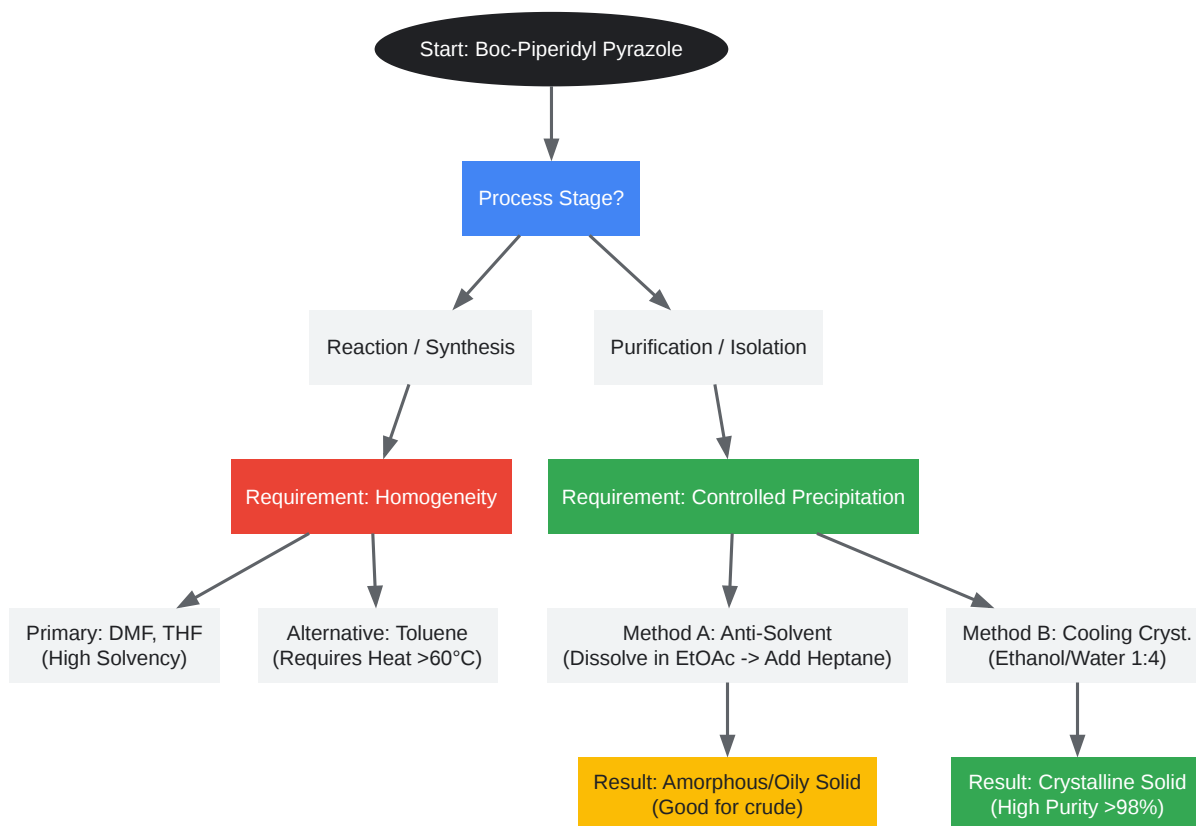 Start: Boc-Piperidyl Pyrazole
Process Stage?
Reaction / Synthesis
Purification / Isolation
Requirement: Homogeneity
Requirement: Controlled Precipitation
Primary: DMF, THF
(High Solvency)
Alternative: Toluene
(Requires Heat >60°C)
Method A: Anti-Solvent
(Dissolve in EtOAc -> Add Heptane)
Method B: Cooling Cryst.
(Ethanol/Water 1:4)
Result: Amorphous/Oily Solid
(Good for crude)
Result: Crystalline Solid
(High Purity >98%)